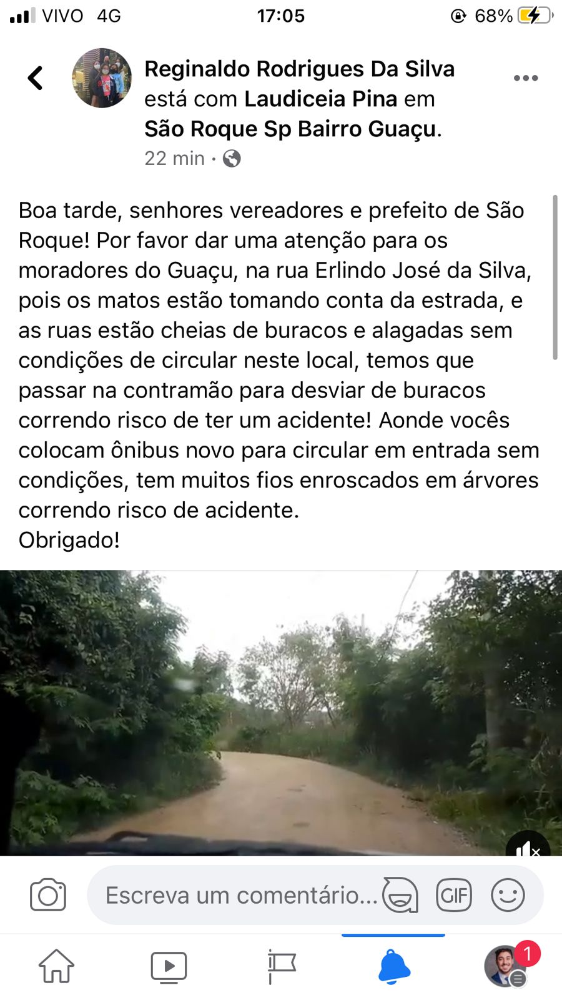 VIVO 4G 17:05 68%
Reginaldo Rodrigues Da Silva
está com Laudiceia Pina em
São Roque Sp Bairro Guaçu.
22 min ·
Boa tarde, senhores vereadores e prefeito de São
Roque! Por favor dar uma atenção para os
moradores do Guaçu, na rua Erlindo José da Silva,
pois os matos estão tomando conta da estrada, e
as ruas estão cheias de buracos e alagadas sem
condições de circular neste local, temos que
passar na contramão para desviar de buracos
correndo risco de ter um acidente! Aonde vocês
colocam ônibus novo para circular em entrada sem
condições, tem muitos fios enroscados em árvores
correndo risco de acidente.
Obrigado!
Escreva um comentário... GIF
1